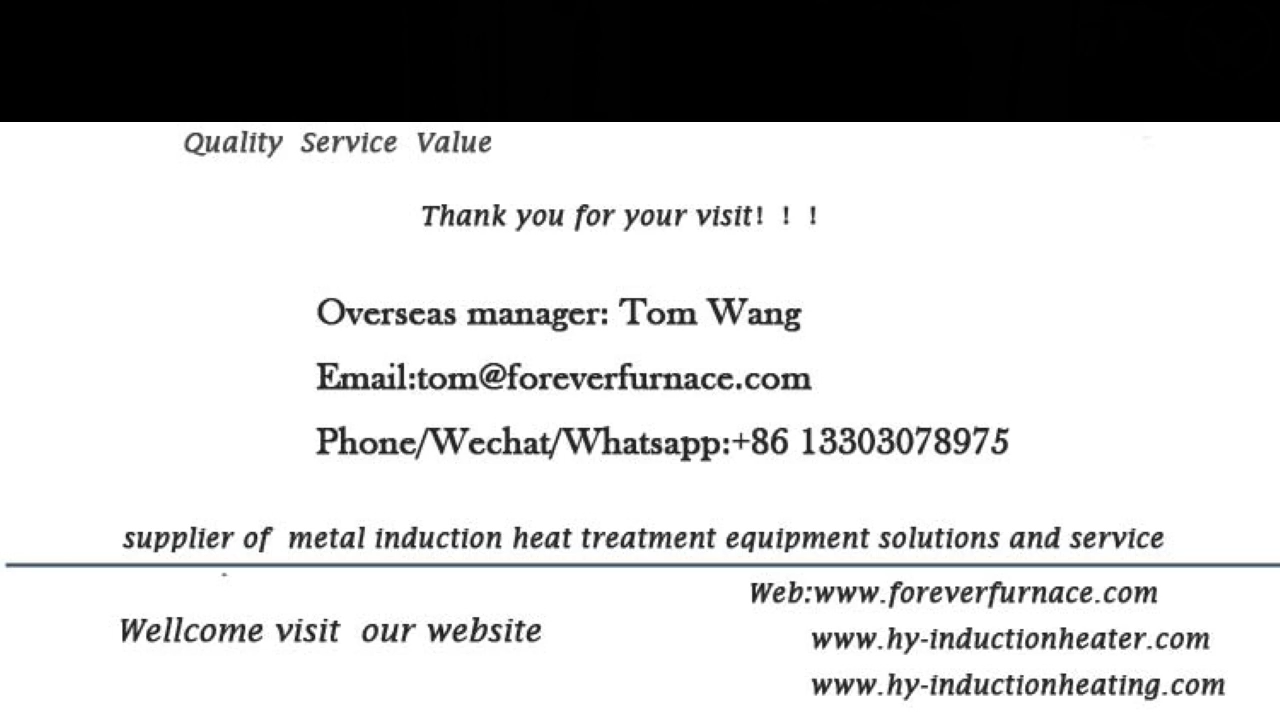 Quality Service Value
Thank you for your visit! ! !
Overseas manager: Tom Wang
Email:tom@foreverfurnace.com
Phone/Wechat/Whatsapp:+86 13303078975
supplier of metal induction heat treatment equipment solutions and service
Web:www.foreverfurnace.com
Wellcome visit our website
www.hy-inductionheater.com
www.hy-inductionheating.com